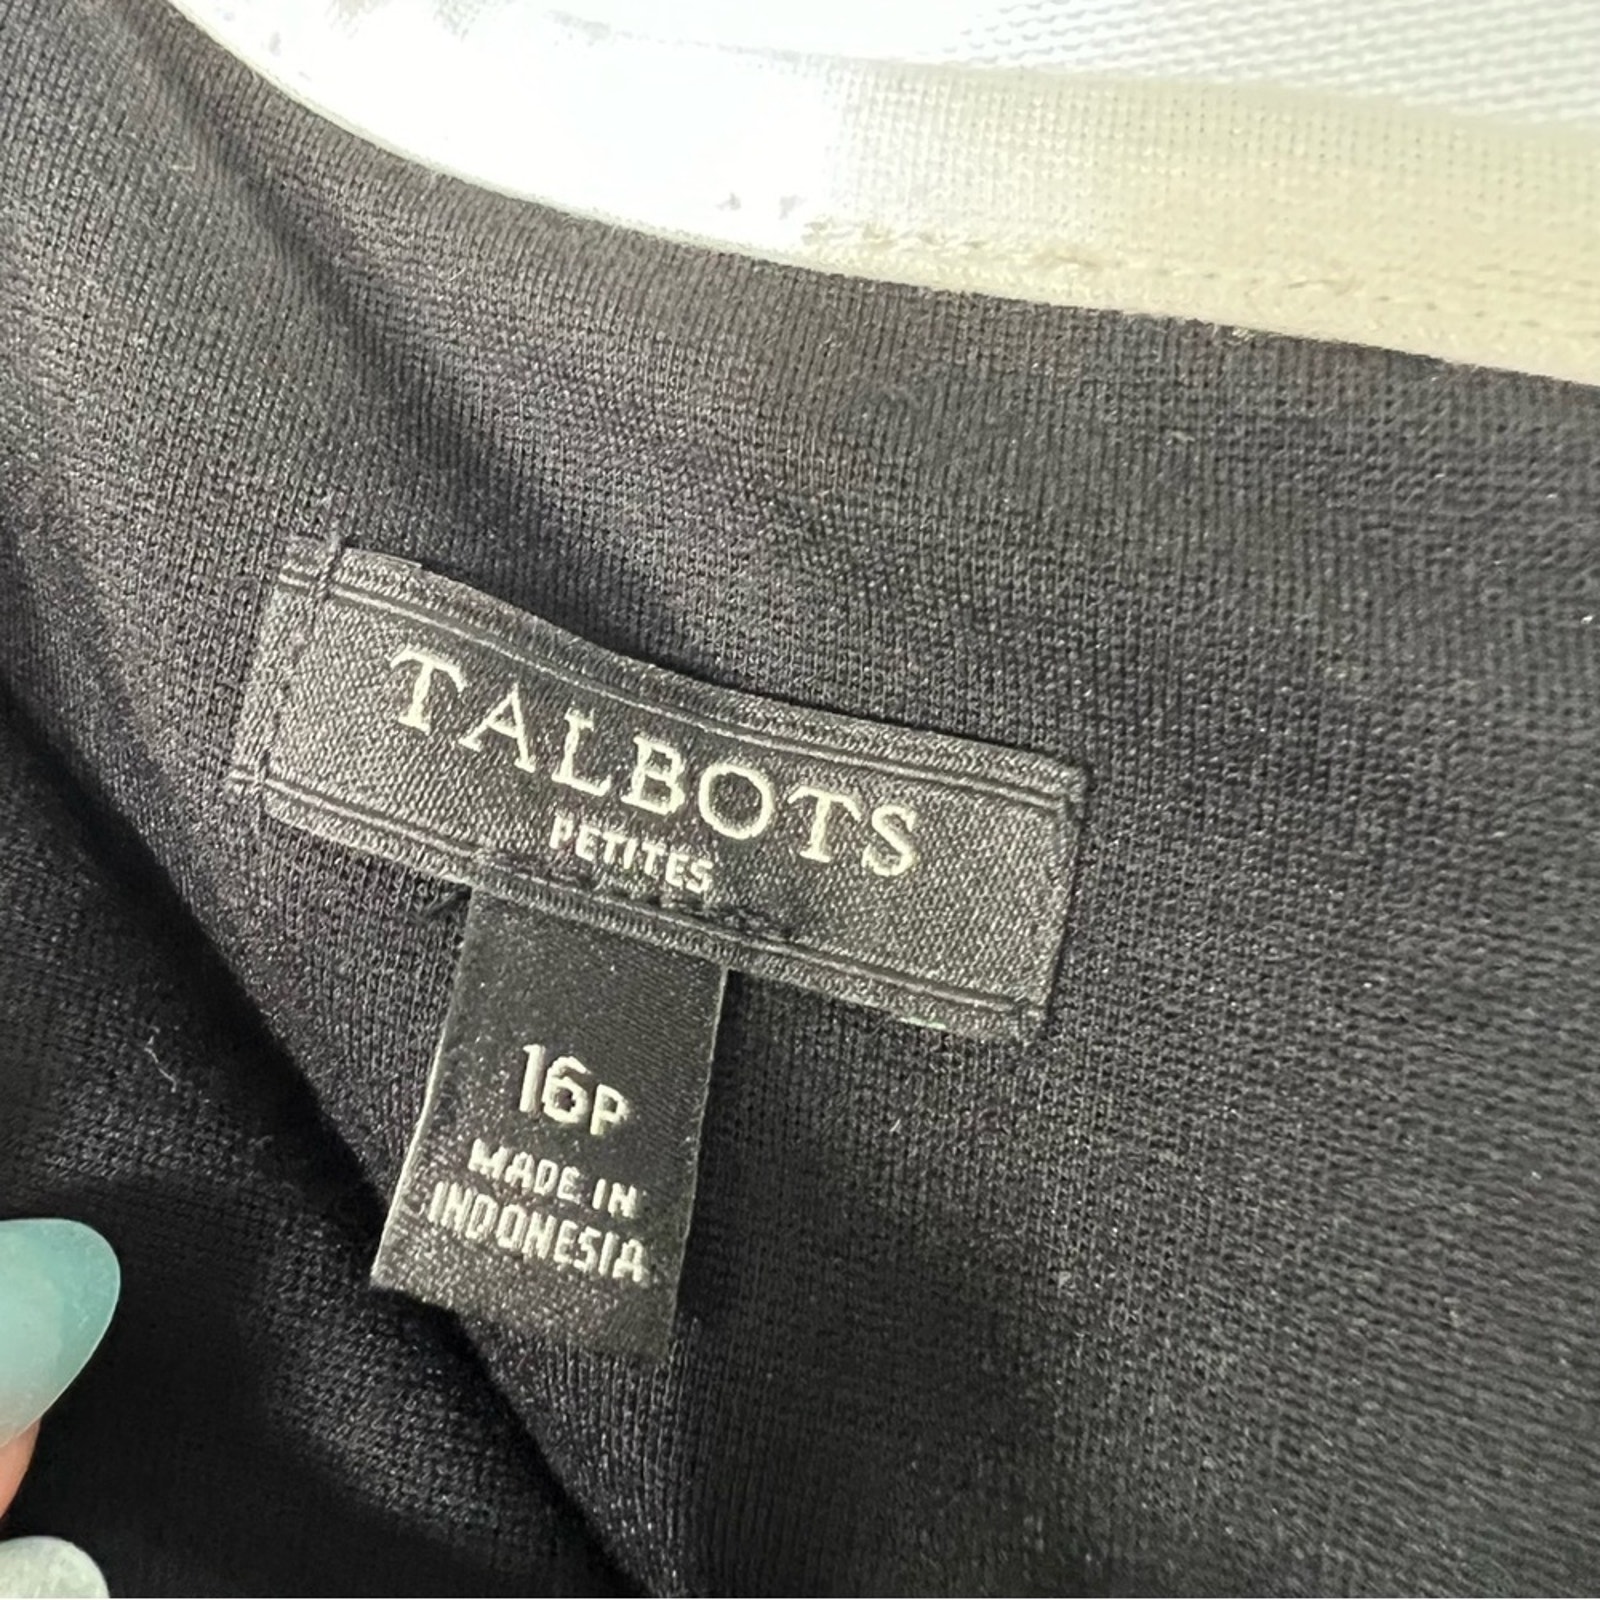 TALBOTS
PETITES
16P
MADE IN
INDONESIA